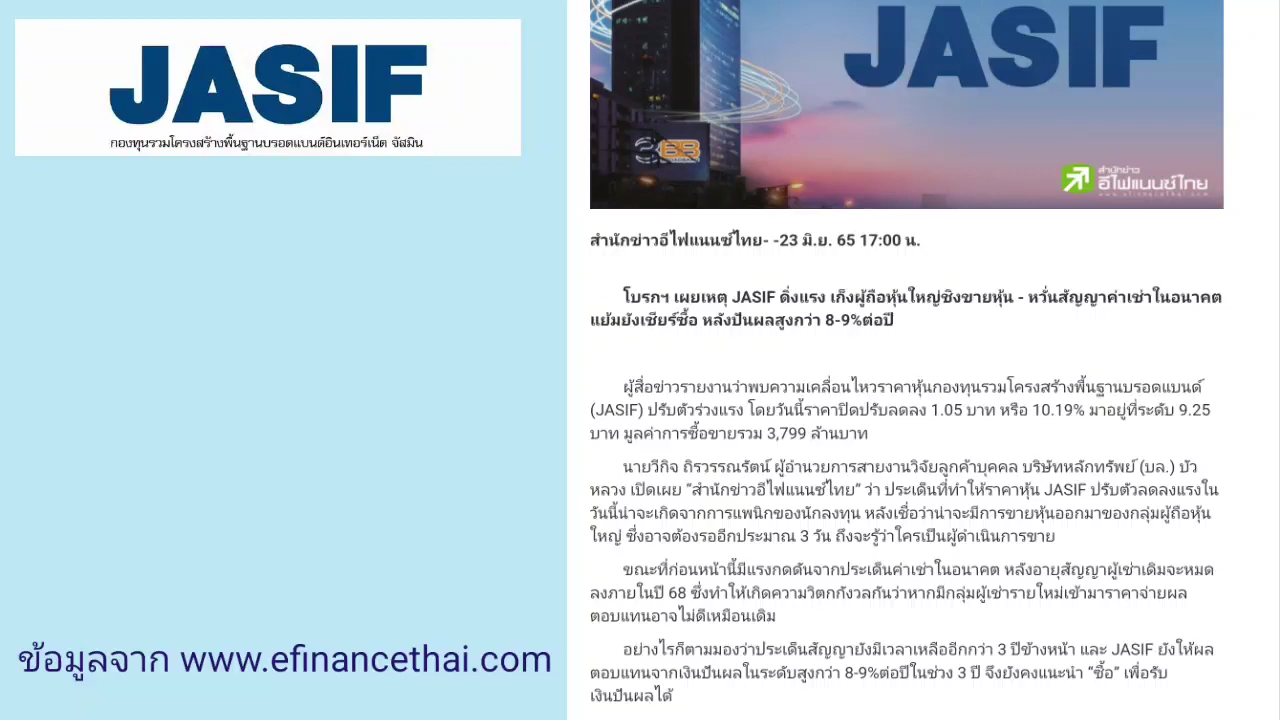 JASIF
กองทุนรวมโครงสร้างพื้นฐานบรอดแบนด์อินเทอร์เน็ต จัสมิน
ข้อมูลจาก www.efinancethai.com
JASIF
3BB
สำนักข่าว
อีไฟแนนซ์ไทย
www.efinancethai.com
สำนักข่าวอีไฟแนนซ์ไทย- -23 มิ.ย. 65 17:00 น.
โบรกฯ เผยเหตุ JASIF ดิ่งแรง เก็งผู้ถือหุ้นใหญ่ชิงขายหุ้น - หวั่นสัญญาค่าเช่าในอนาคต
แย้มยังเชียร์ซื้อ หลังปันผลสูงกว่า 8-9%ต่อปี
ผู้สื่อข่าวรายงานว่าพบความเคลื่อนไหวราคาหุ้นกองทุนรวมโครงสร้างพื้นฐานบรอดแบนด์
(JASIF) ปรับตัวร่วงแรง โดยวันนี้ราคาปิดปรับลดลง 1.05 บาท หรือ 10.19% มาอยู่ที่ระดับ 9.25
บาท มูลค่าการซื้อขายรวม 3,799 ล้านบาท
นายวีกิจ ถิรวรรณรัตน์ ผู้อำนวยการสายงานวิจัยลูกค้าบุคคล บริษัทหลักทรัพย์ (บล.) บัว
หลวง เปิดเผย “สำนักข่าวอีไฟแนนซ์ไทย” ว่า ประเด็นที่ทำให้ราคาหุ้น JASIF ปรับตัวลดลงแรงใน
วันนี้น่าจะเกิดจากการแพนิกของนักลงทุน หลังเชื่อว่าน่าจะมีการขายหุ้นออกมาของกลุ่มผู้ถือหุ้น
ใหญ่ ซึ่งอาจต้องรออีกประมาณ 3 วัน ถึงจะรู้ว่าใครเป็นผู้ดำเนินการขาย
ขณะที่ก่อนหน้านี้มีแรงกดดันจากประเด็นค่าเช่าในอนาคต หลังอายุสัญญาผู้เช่าเดิมจะหมด
ลงภายในปี 68 ซึ่งทำให้เกิดความวิตกกังวลกันว่าหากมีกลุ่มผู้เช่ารายใหม่เข้ามาราคาจ่ายผล
ตอบแทนอาจไม่ดีเหมือนเดิม
อย่างไรก็ตามมองว่าประเด็นสัญญายังมีเวลาเหลืออีกกว่า 3 ปีข้างหน้า และ JASIF ยังให้ผล
ตอบแทนจากเงินปันผลในระดับสูงกว่า 8-9%ต่อปีในช่วง 3 ปี จึงยังคงแนะนำ “ซื้อ” เพื่อรับ
เงินปันผลได้